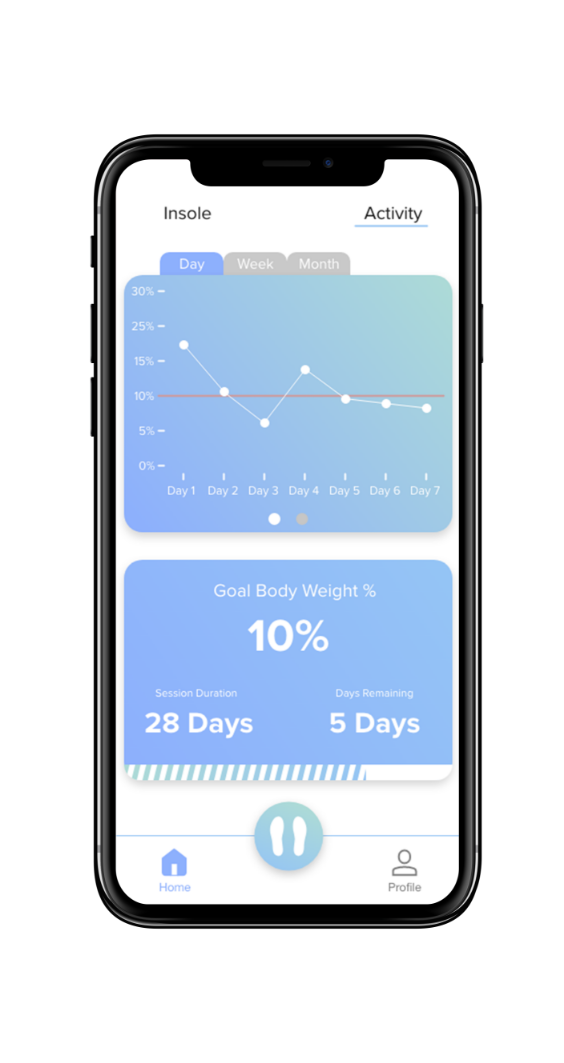 Insole Activity
Day Week Month
30%
25%
15%
10%
5%
0%
Day 1 Day 2 Day 3 Day 4 Day 5 Day 6 Day 7
Goal Body Weight %
10%
Session Duration Days Remaining
28 Days 5 Days
Home Profile